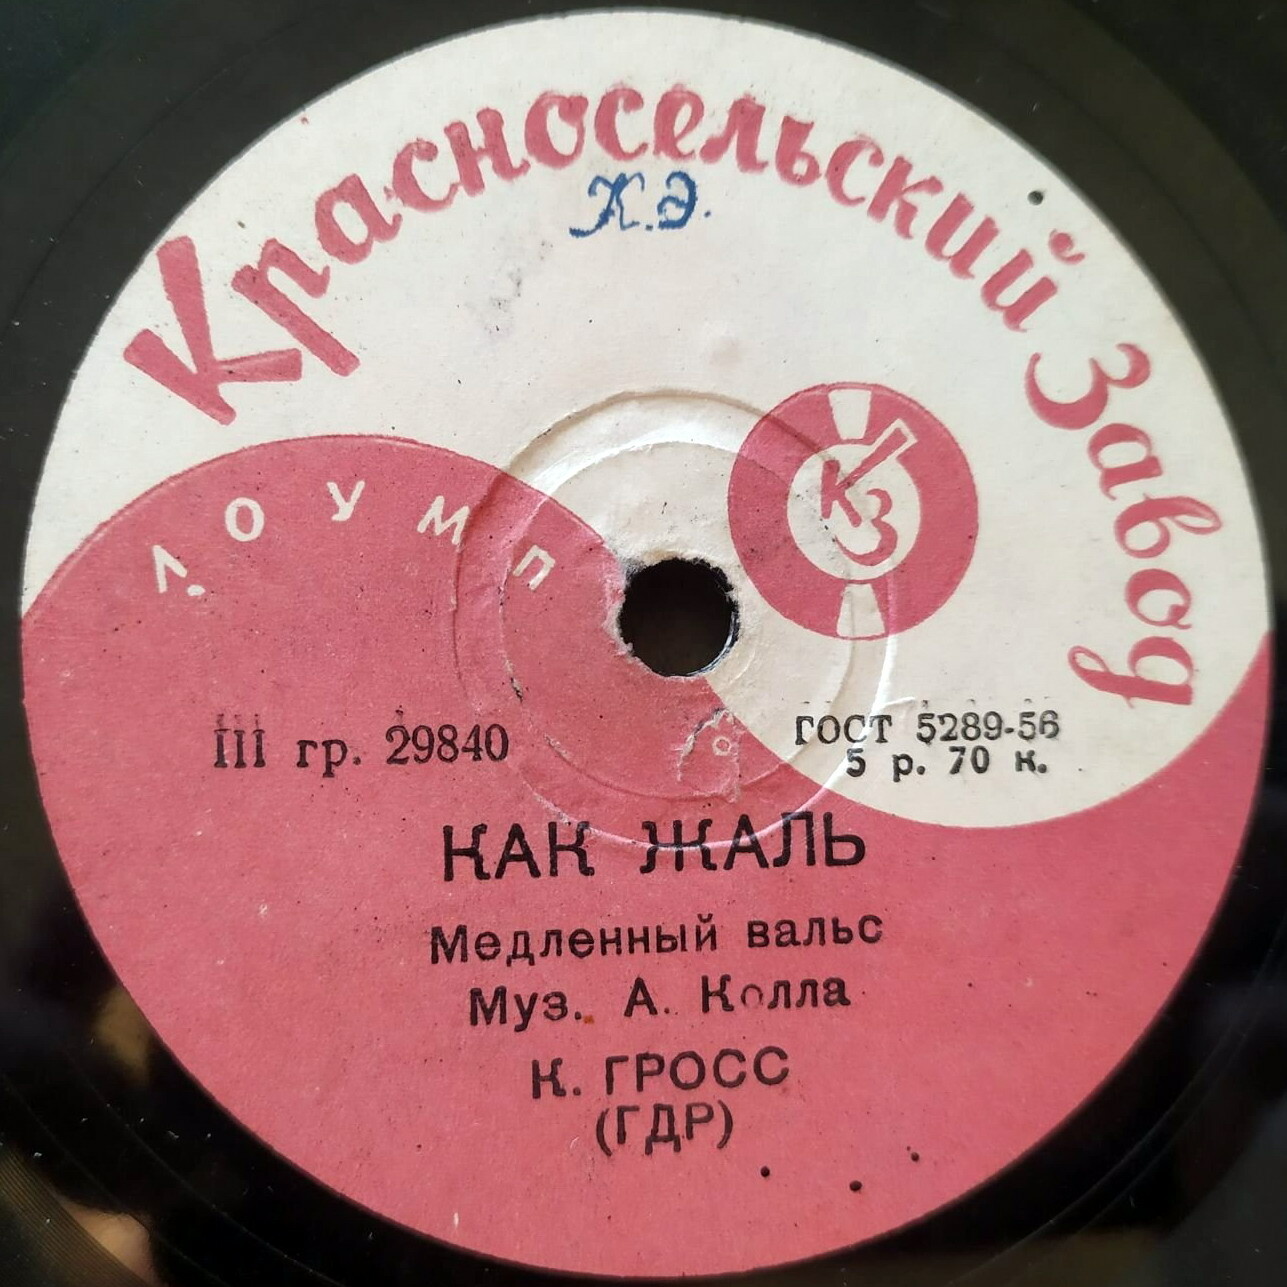 Красносельский Завод
К.Э.
КЗ
ЛОУМП
III гр. 29840
ГОСТ 5289-56
5 р. 70 к.
КАК ЖАЛЬ
Медленный вальс
Муз. А. Колла
К. ГРОСС
(ГДР)